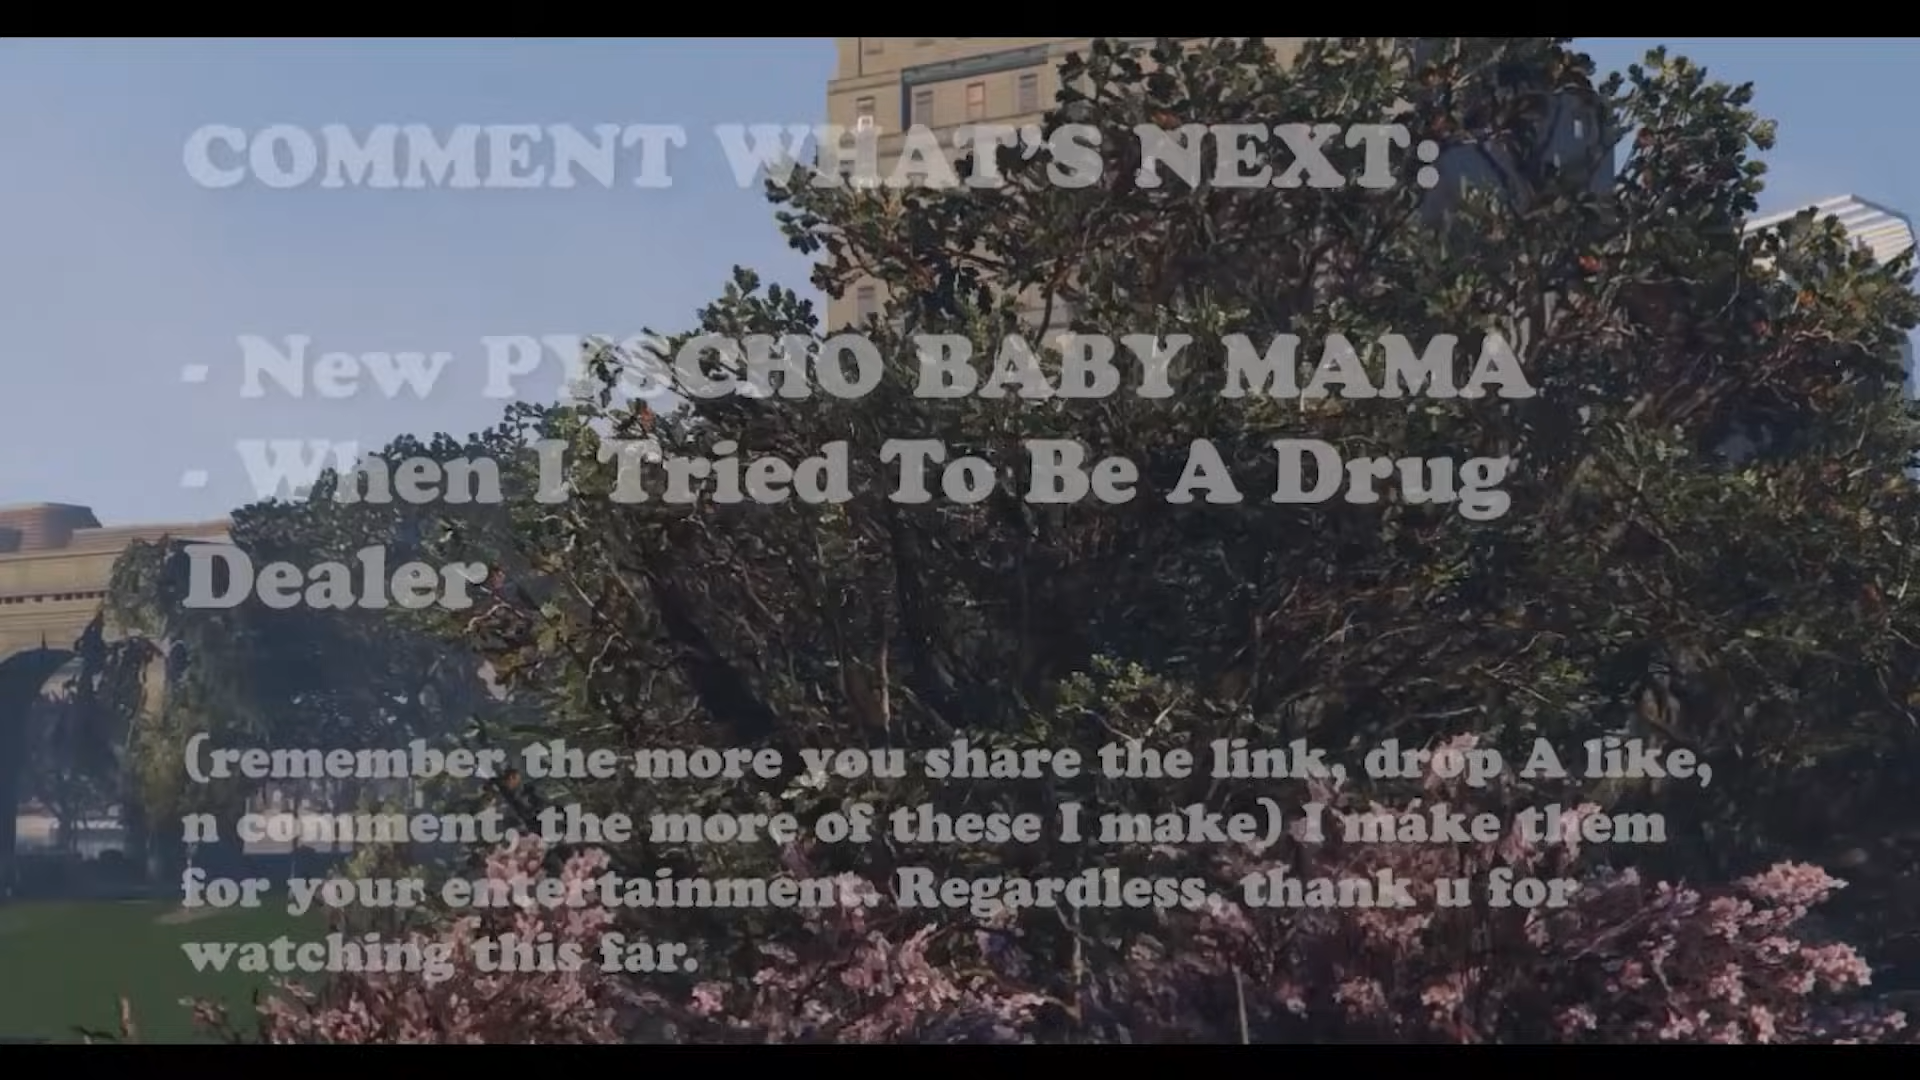 COMMENT WHAT'S NEXT:
- New PYSCHO BABY MAMA
- When I Tried To Be A Drug
Dealer
(remember the more you share the link, drop A like,
n comment, the more of these I make) I make them
for your entertainment. Regardless, thank u for
watching this far.